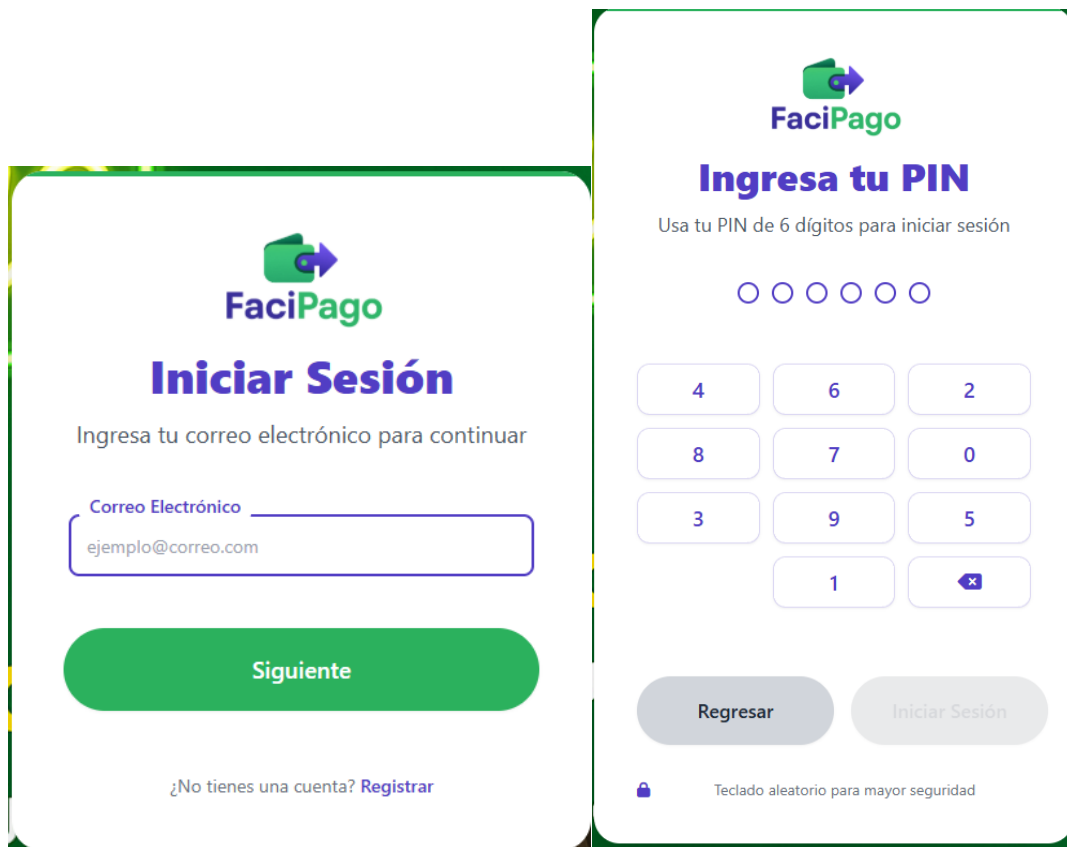 FaciPago
Iniciar Sesión
Ingresa tu correo electrónico para continuar
Correo Electrónico
ejemplo@correo.com
Siguiente
¿No tienes una cuenta? Registrar
FaciPago
Ingresa tu PIN
Usa tu PIN de 6 dígitos para iniciar sesión
4 6 2
8 7 0
3 9 5
1
Regresar Iniciar Sesión
Teclado aleatorio para mayor seguridad